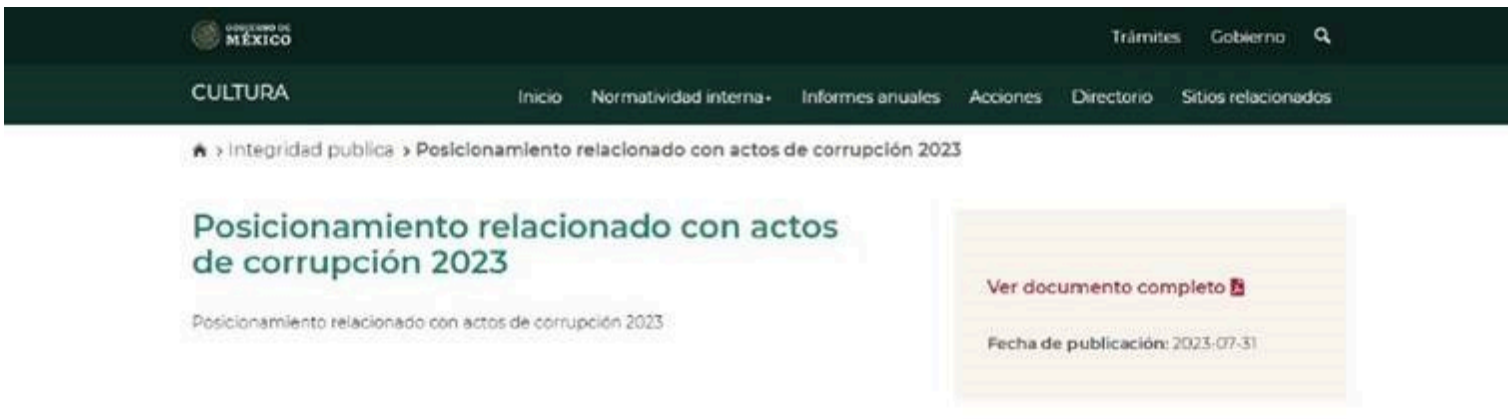 GOBIERNO DE
MÉXICO
Trámites Gobierno
CULTURA
Inicio Normatividad interna Informes anuales Acciones Directorio Sitios relacionados
> Integridad publica > Posicionamiento relacionado con actos de corrupción 2023
Posicionamiento relacionado con actos
de corrupción 2023
Posicionamiento relacionado con actos de corrupción 2023
Ver documento completo
Fecha de publicación: 2023-07-31